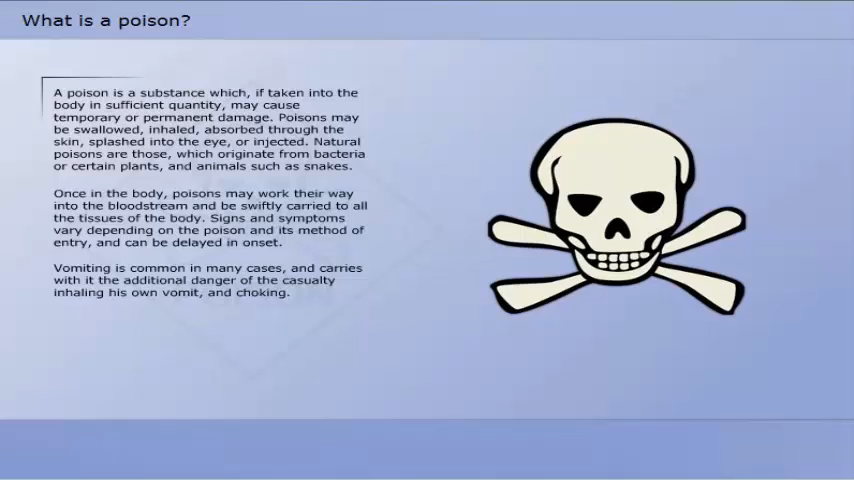 What is a poison?
A poison is a substance which, if taken into the
body in sufficient quantity, may cause
temporary or permanent damage. Poisons may
be swallowed, inhaled, absorbed through the
skin, splashed into the eye, or injected. Natural
poisons are those, which originate from bacteria
or certain plants, and animals such as snakes.
Once in the body, poisons may work their way
into the bloodstream and be swiftly carried to all
the tissues of the body. Signs and symptoms
vary depending on the poison and its method of
entry, and can be delayed in onset.
Vomiting is common in many cases, and carries
with it the additional danger of the casualty
inhaling his own vomit, and choking.